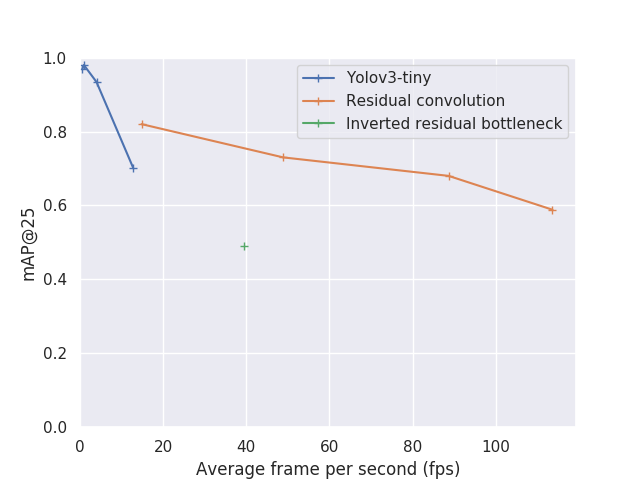 1.0
0.8
0.6
0.4
0.2
0.0
mAP@25
Yolov3-tiny
Residual convolution
Inverted residual bottleneck
0 20 40 60 80 100
Average frame per second (fps)